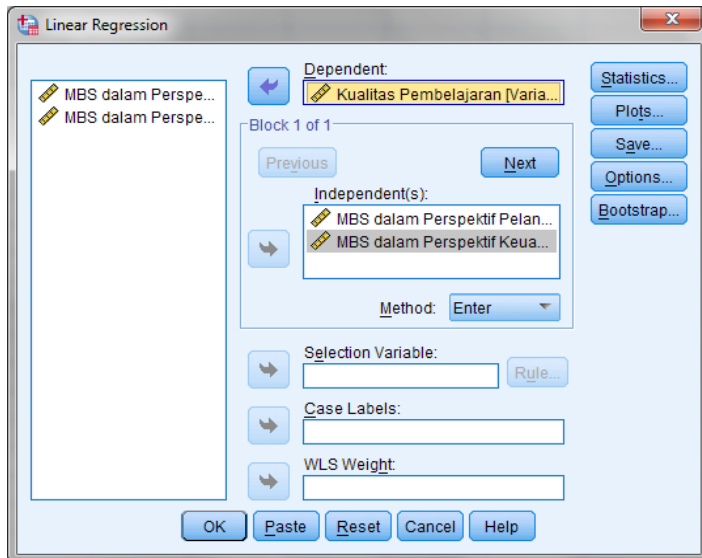 Linear Regression
MBS dalam Perspe...
MBS dalam Perspe...
Dependent:
Kualitas Pembelajaran [Varia...
Block 1 of 1
Previous
Next
Independent(s):
MBS dalam Perspektif Pelan...
MBS dalam Perspektif Keua...
Method: Enter
Selection Variable:
Rule...
Case Labels:
WLS Weight:
Statistics...
Plots...
Save...
Options...
Bootstrap...
OK Paste Reset Cancel Help